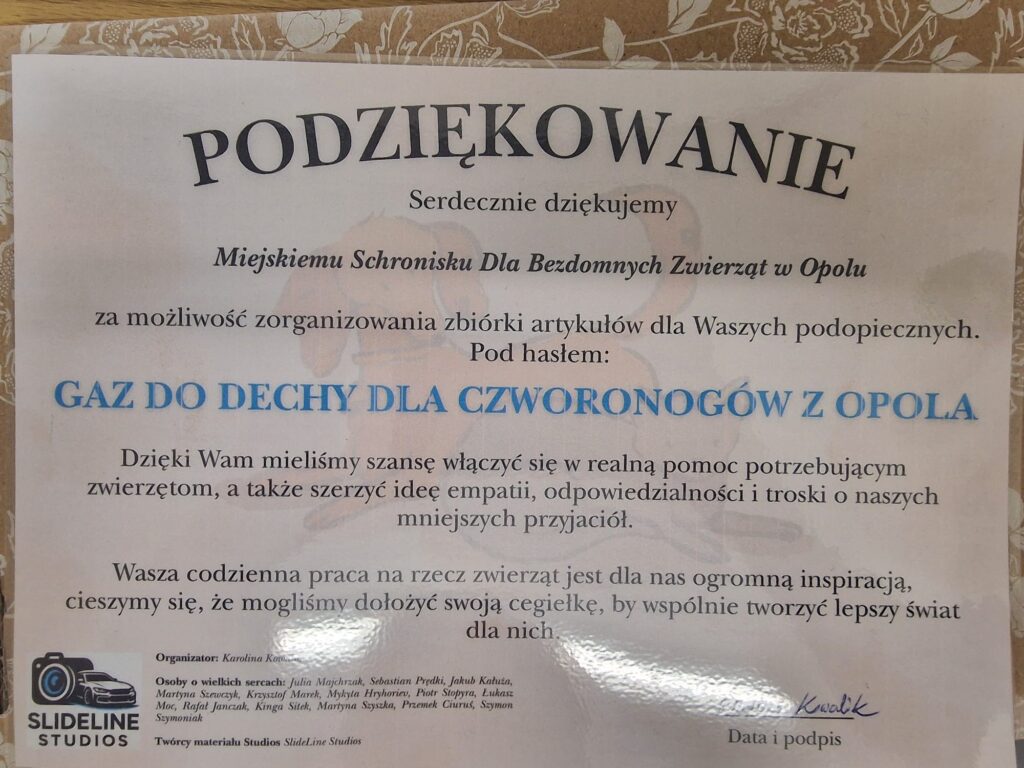 PODZIĘKOWANIE
Serdecznie dziękujemy
Miejskiemu Schronisku Dla Bezdomnych Zwierząt w Opolu
za możliwość zorganizowania zbiórki artykułów dla Waszych podopiecznych.
Pod hasłem:
GAZ DO DECHY DLA CZWORONOGÓW Z OPOLA
Dzięki Wam mieliśmy szansę włączyć się w realną pomoc potrzebującym
zwierzętom, a także szerzyć ideę empatii, odpowiedzialności i troski o naszych
mniejszych przyjaciół.
Wasza codzienna praca na rzecz zwierząt jest dla nas ogromną inspiracją,
cieszymy się, że mogliśmy dołożyć swoją cegiełkę, by wspólnie tworzyć lepszy świat
dla nich.
Organizator: Karolina
Osoby o wielkich sercach: Julia Majchrzak, Sebastian Prędki, Jakub Kałuża,
Martyna Szewczyk, Krzysztof Marek, Mykyta Hryhoriev, Piotr Stopyra, Łukasz
Moc, Rafał Janczak, Kinga Sitek, Martyna Szyszka, Przemek Ciuruś, Szymon
Szymoniak
Twórcy materiału Studios SlideLine Studios
SLIDELINE
STUDIOS
Kowalik
Data i podpis